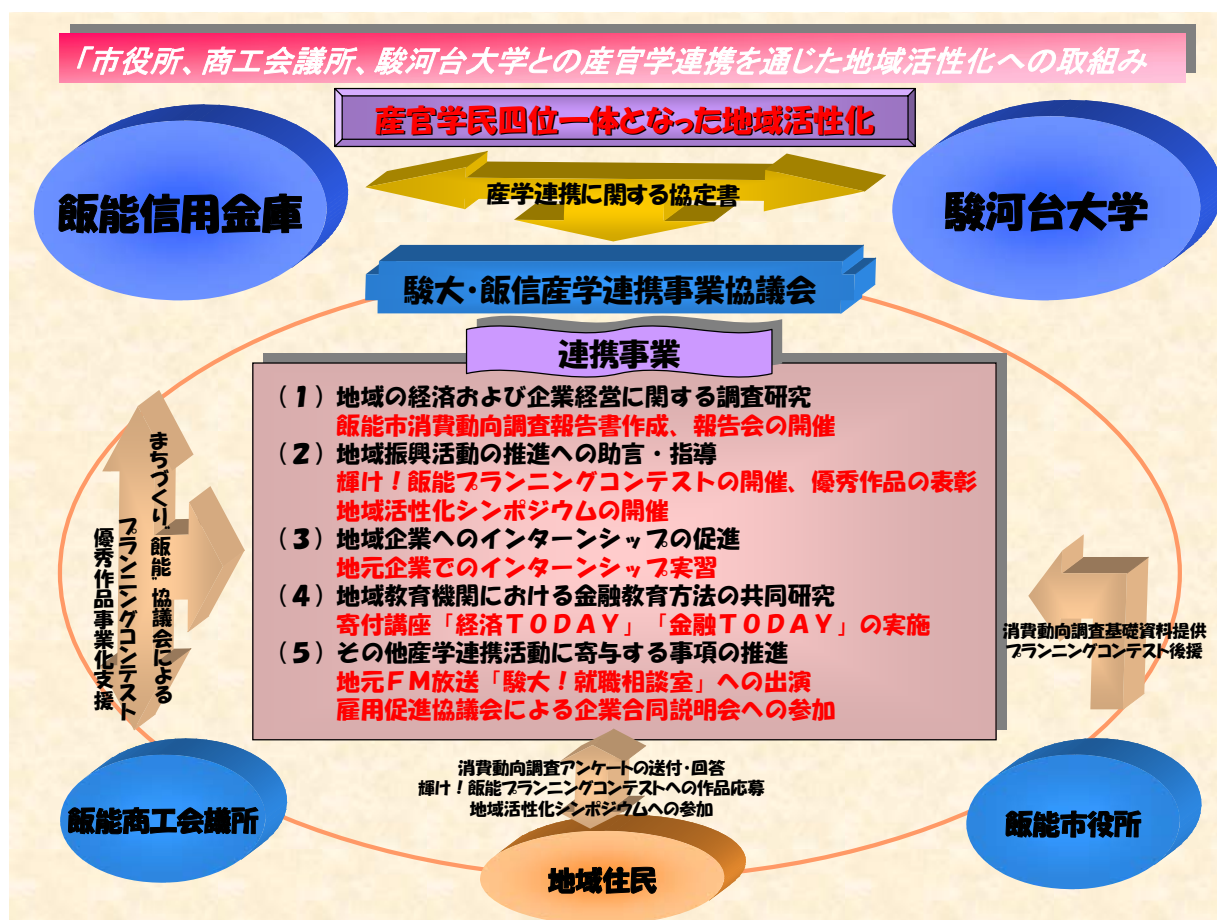 「市役所、商工会議所、駿河台大学との産官学連携を通じた地域活性化への取組み
産官学民四位一体となった地域活性化
飯能信用金庫
産学連携に関する協定書
駿河台大学
駿大・飯信産学連携事業協議会
連携事業
(1)地域の経済および企業経営に関する調査研究
飯能市消費動向調査報告書作成、報告会の開催
(2)地域振興活動の推進への助言・指導
輝け!飯能プランニングコンテストの開催、優秀作品の表彰
地域活性化シンポジウムの開催
(3)地域企業へのインターンシップの促進
地元企業でのインターンシップ実習
(4)地域教育機関における金融教育方法の共同研究
寄付講座「経済TODAY」「金融TODAY」の実施
(5)その他産学連携活動に寄与する事項の推進
地元FM放送「駿大!就職相談室」への出演
雇用促進協議会による企業合同説明会への参加
まちづくり"飯能"協議会による
プランニングコンテスト
優秀作品事業化支援
消費動向調査基礎資料提供
プランニングコンテスト後援
消費動向調査アンケートの送付・回答
輝け!飯能プランニングコンテストへの作品応募
地域活性化シンポジウムへの参加
飯能商工会議所
飯能市役所
地域住民